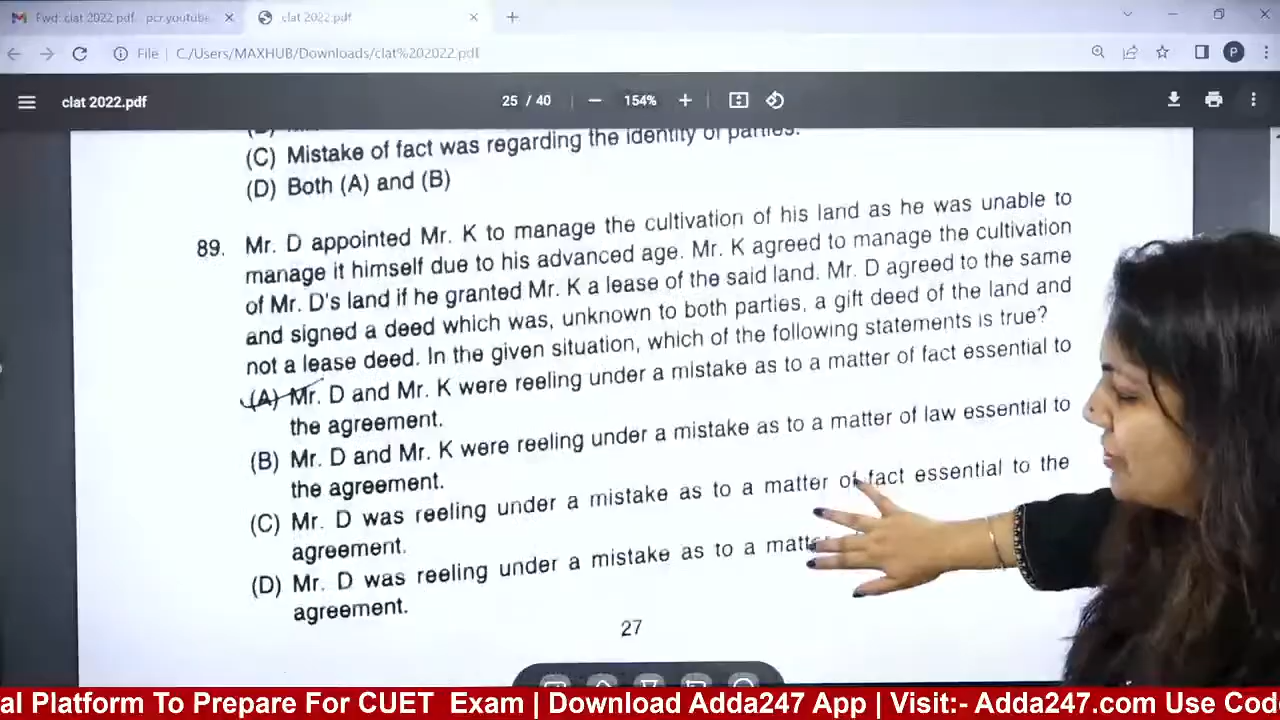 Fwd: clat 2022.pdf - pcr.youtube
clat 2022.pdf
File | C:/Users/MAXHUB/Downloads/clat%202022.pdf
P
clat 2022.pdf
25 / 40
154%
(C) Mistake of fact was regarding the identity of parties.
(D) Both (A) and (B)
89. Mr. D appointed Mr. K to manage the cultivation of his land as he was unable to
manage it himself due to his advanced age. Mr. K agreed to manage the cultivation
of Mr. D's land if he granted Mr. K a lease of the said land. Mr. D agreed to the same
and signed a deed which was, unknown to both parties, a gift deed of the land and
not a lease deed. In the given situation, which of the following statements is true?
(A) Mr. D and Mr. K were reeling under a mistake as to a matter of fact essential to
the agreement.
(B) Mr. D and Mr. K were reeling under a mistake as to a matter of law essential to
the agreement.
(C) Mr. D was reeling under a mistake as to a matter of fact essential to the
agreement.
(D) Mr. D was reeling under a mistake as to a
agreement.
27
al Platform To Prepare For CUET Exam | Download Adda247 App | Visit:- Adda247.com Use Code